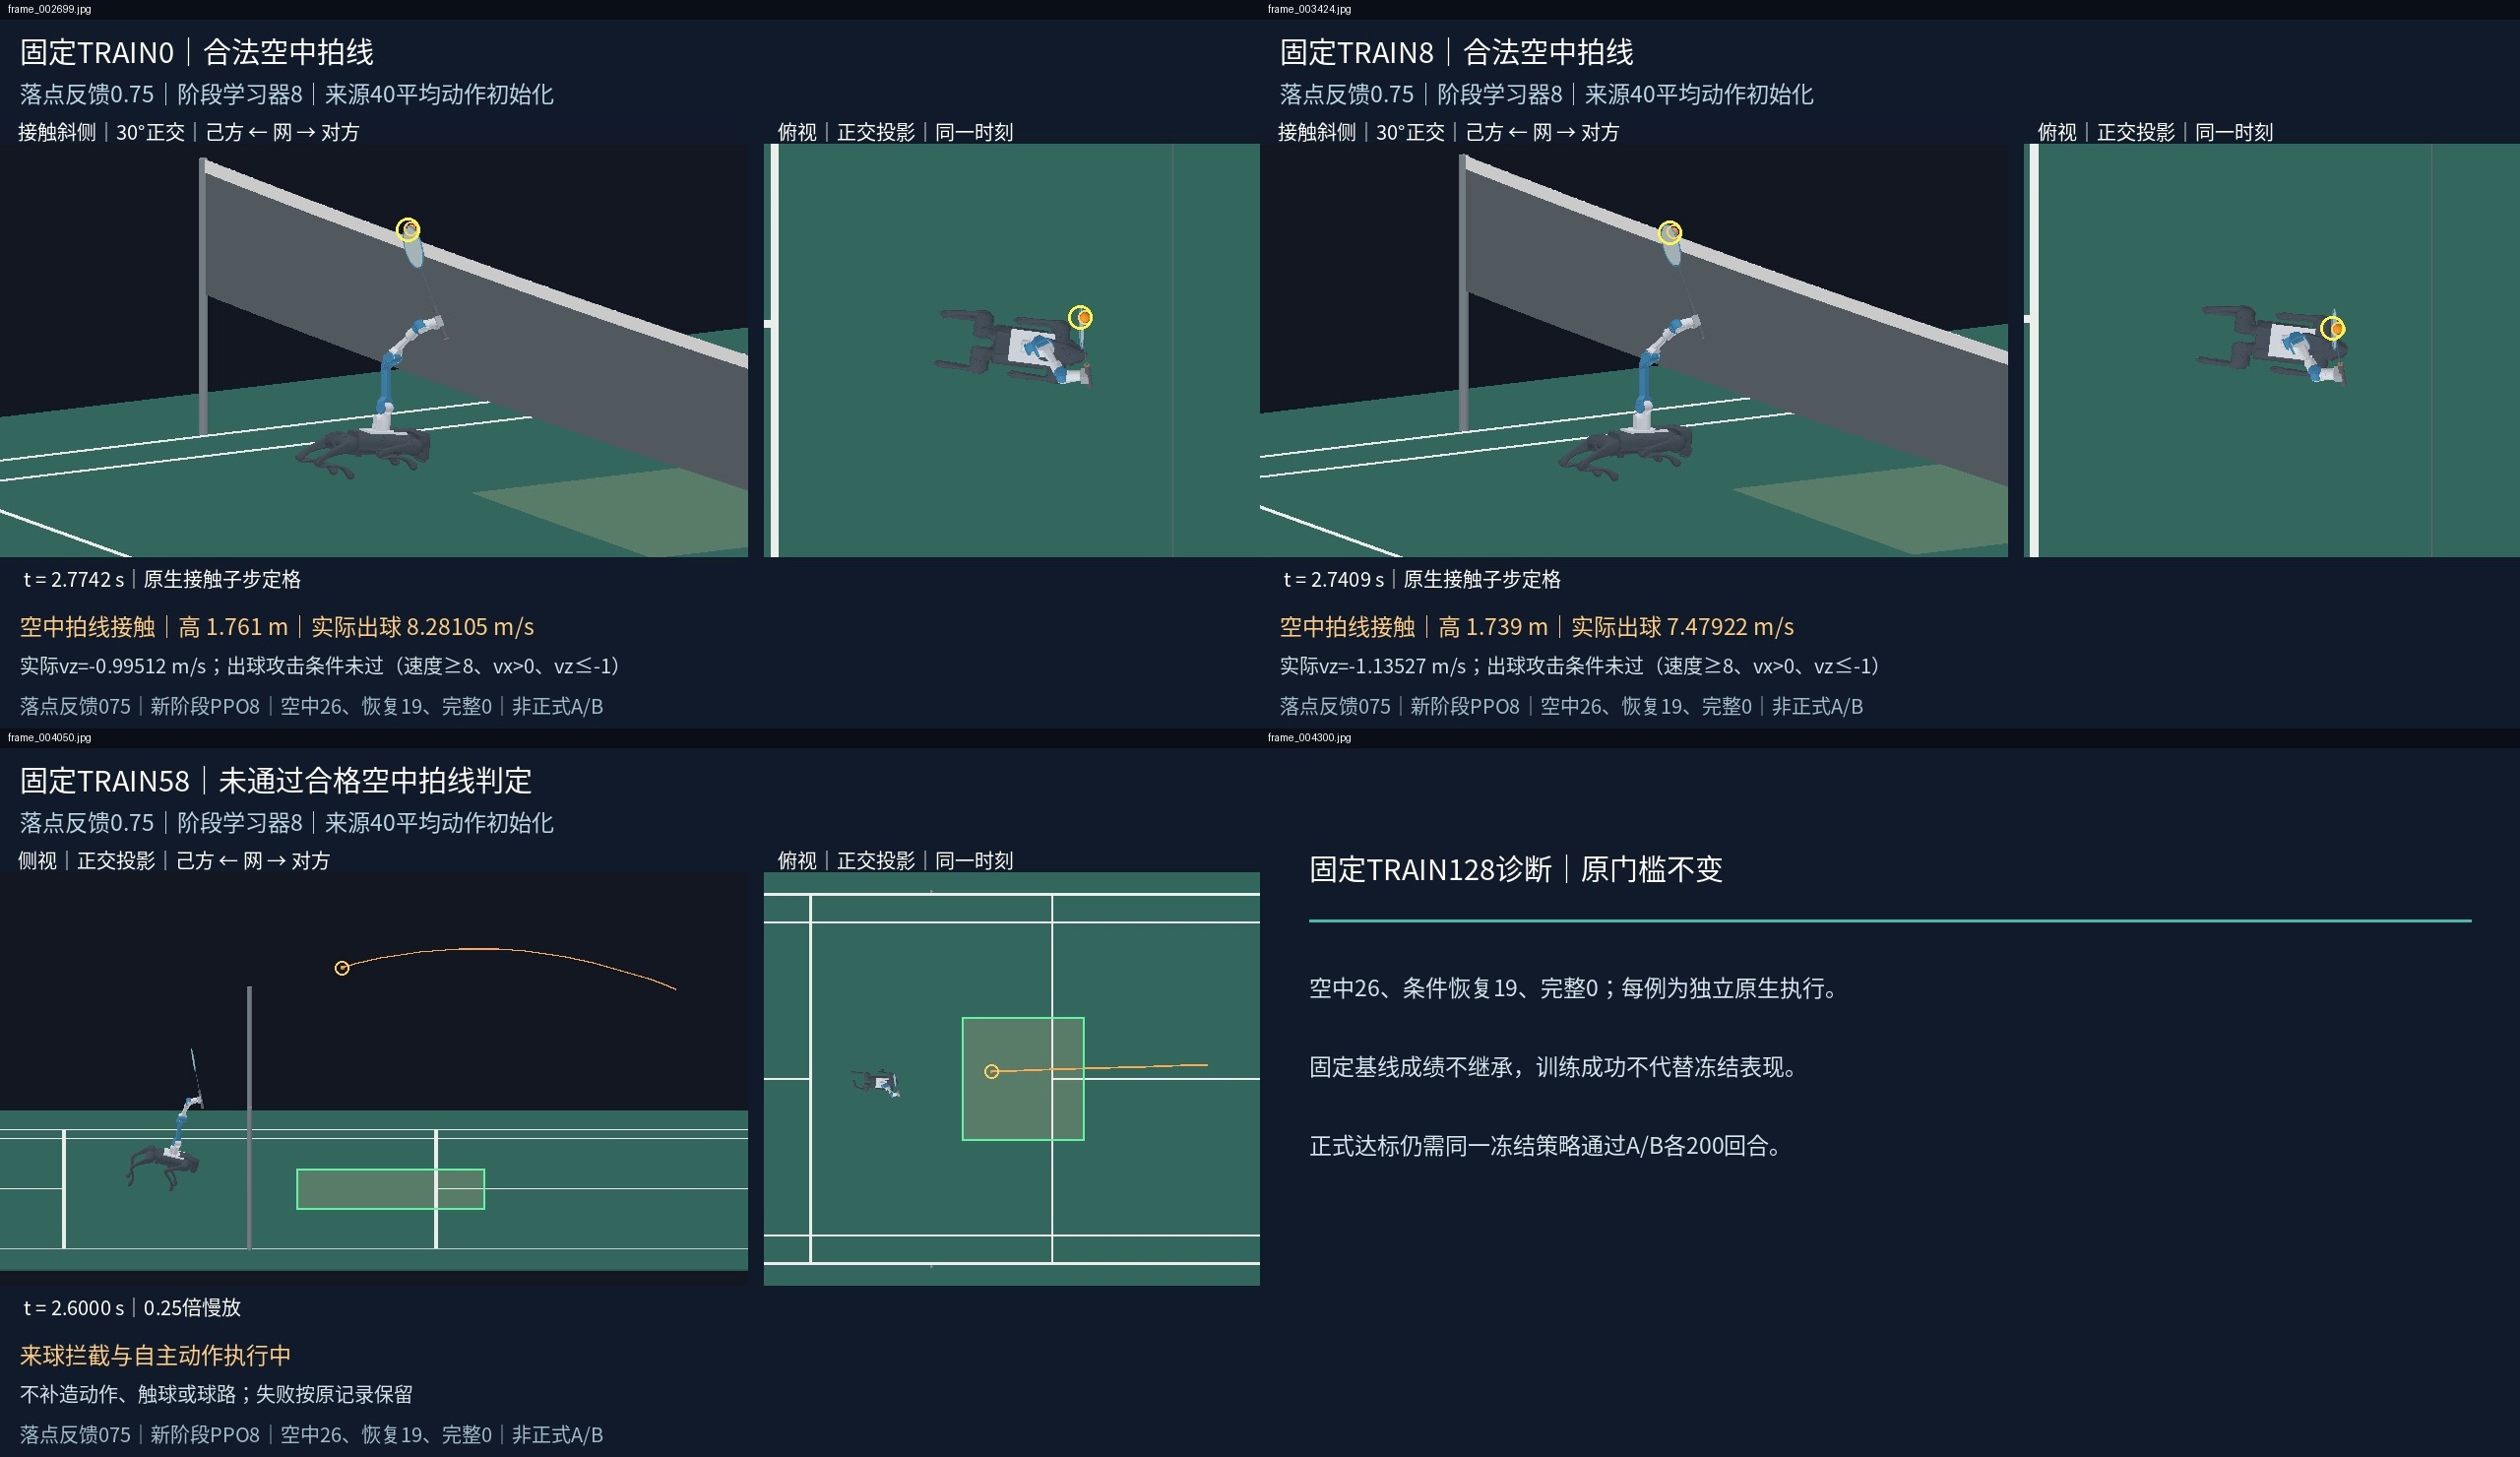 frame_002699.jpg
固定TRAIN0｜合法空中拍线
落点反馈0.75｜阶段学习器8｜来源40平均动作初始化
接触斜侧｜30°正交｜己方 ← 网 → 对方
俯视｜正交投影｜同一时刻
t = 2.7742 s｜原生接触子步定格
空中拍线接触｜高 1.761 m｜实际出球 8.28105 m/s
实际vz=-0.99512 m/s；出球攻击条件未过（速度≥8、vx>0、vz≤-1）
落点反馈075｜新阶段PPO8｜空中26、恢复19、完整0｜非正式A/B
frame_003424.jpg
固定TRAIN8｜合法空中拍线
落点反馈0.75｜阶段学习器8｜来源40平均动作初始化
接触斜侧｜30°正交｜己方 ← 网 → 对方
俯视｜正交投影｜同一时刻
t = 2.7409 s｜原生接触子步定格
空中拍线接触｜高 1.739 m｜实际出球 7.47922 m/s
实际vz=-1.13527 m/s；出球攻击条件未过（速度≥8、vx>0、vz≤-1）
落点反馈075｜新阶段PPO8｜空中26、恢复19、完整0｜非正式A/B
frame_004050.jpg
固定TRAIN58｜未通过合格空中拍线判定
落点反馈0.75｜阶段学习器8｜来源40平均动作初始化
侧视｜正交投影｜己方 ← 网 → 对方
俯视｜正交投影｜同一时刻
t = 2.6000 s｜0.25倍慢放
来球拦截与自主动作执行中
不补造动作、触球或球路；失败按原记录保留
落点反馈075｜新阶段PPO8｜空中26、恢复19、完整0｜非正式A/B
frame_004300.jpg
固定TRAIN128诊断｜原门槛不变
空中26、条件恢复19、完整0；每例为独立原生执行。
固定基线成绩不继承，训练成功不代替冻结表现。
正式达标仍需同一冻结策略通过A/B各200回合。